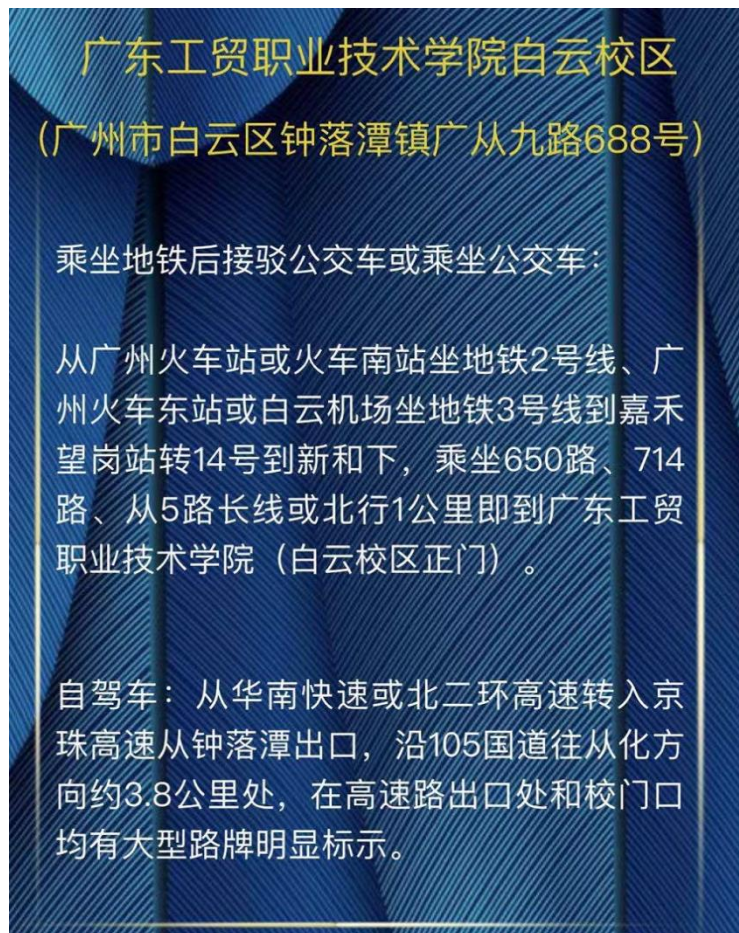 广东工贸职业技术学院白云校区
（广州市白云区钟落潭镇广从九路688号）
乘坐地铁后接驳公交车或乘坐公交车：
从广州火车站或火车南站坐地铁2号线、广
州火车东站或白云机场坐地铁3号线到嘉禾
望岗站转14号到新和下，乘坐650路、714
路、从5路长线或北行1公里即到广东工贸
职业技术学院（白云校区正门）。
自驾车：从华南快速或北二环高速转入京
珠高速从钟落潭出口，沿105国道往从化方
向约3.8公里处，在高速路出口处和校门口
均有大型路牌明显标示。